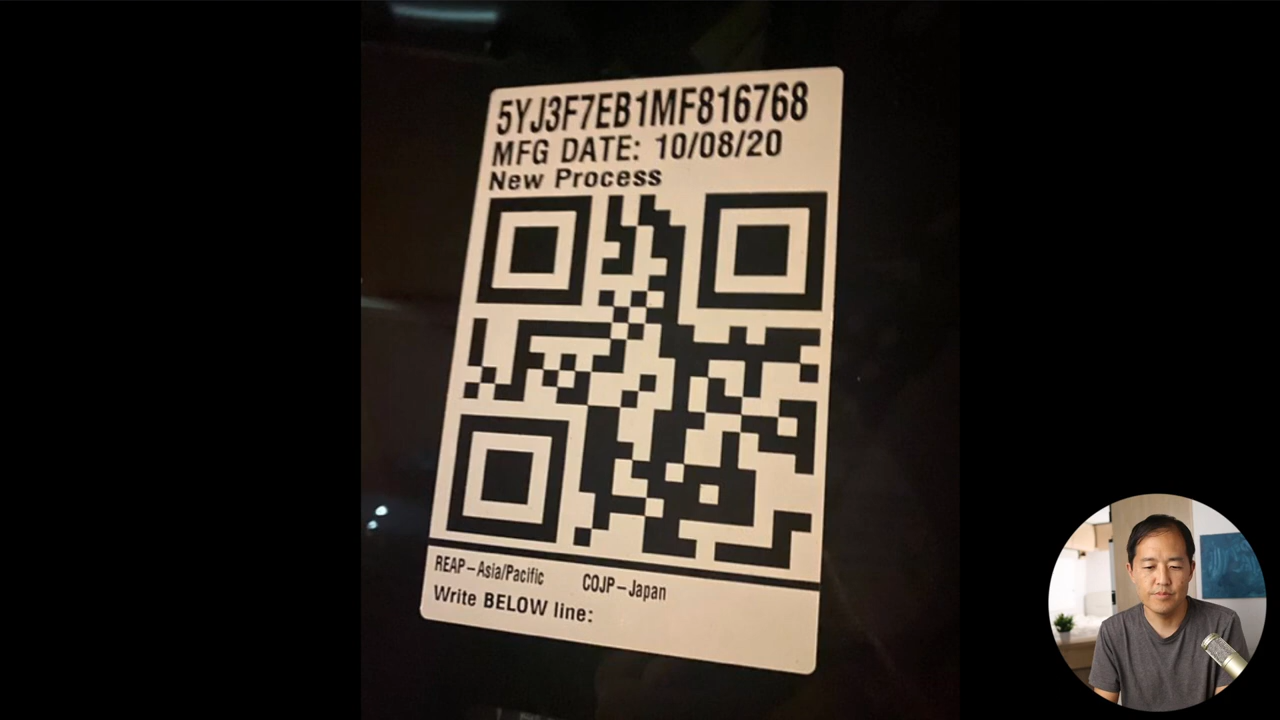 5YJ3F7EB1MF816768
MFG DATE: 10/08/20
New Process
REAP-Asia/Pacific COJP-Japan
Write BELOW line: